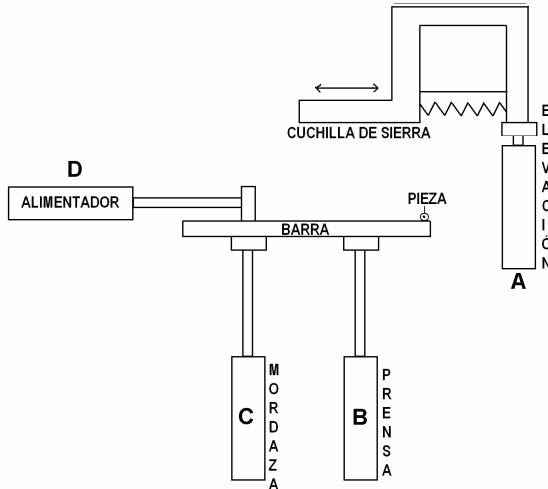 CUCHILLA DE SIERRA
ELEVACIÓN
A
D
ALIMENTADOR
PIEZA
BARRA
C
MORDAZA
B
PRENSA